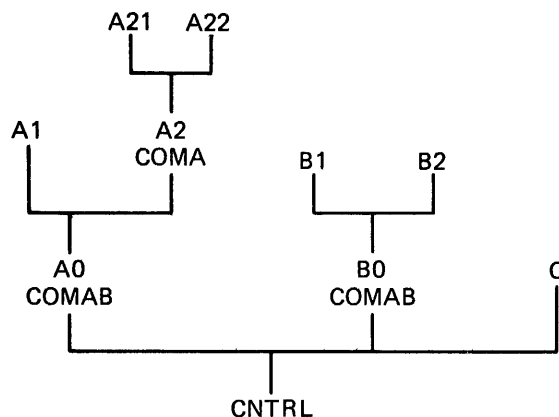 A21 A22
A1 A2
COMA
B1 B2
A0 B0 C
COMAB COMAB
CNTRL